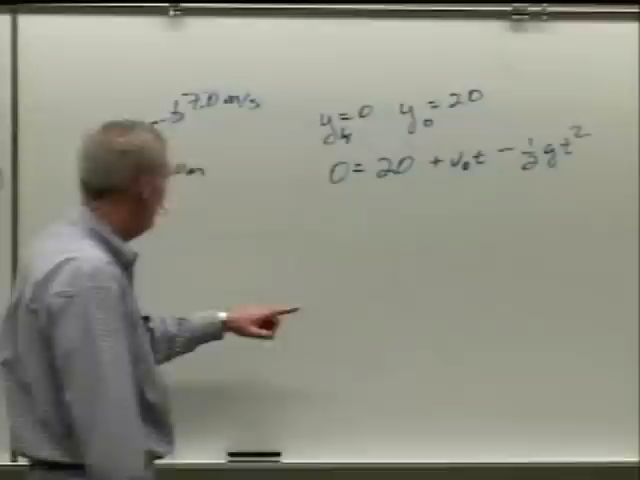 7.0 m/s
y = 0 y₀ = 20
0 = 20 + v₀t - ½gt²